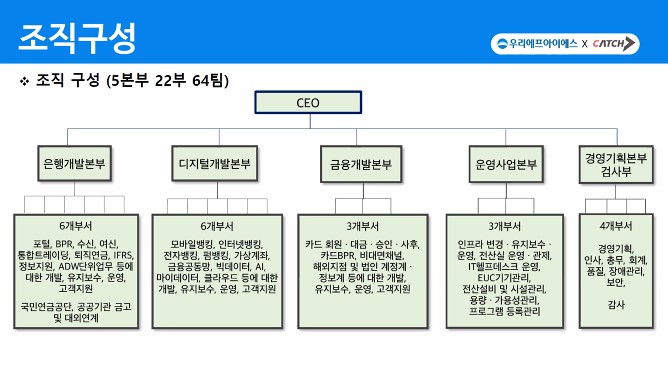 조직구성
우리에프아이에스 X CATCH
❖ 조직 구성 (5본부 22부 64팀)
CEO
은행개발본부
디지털개발본부
금융개발본부
운영사업본부
경영기획본부
검사부
6개부서
포털, BPR, 수신, 여신,
통합트레이딩, 퇴직연금, IFRS,
정보지원, ADW단위업무 등에
대한 개발, 유지보수, 운영,
고객지원
국민연금공단, 공공기관 금고
및 대외연계
6개부서
모바일뱅킹, 인터넷뱅킹,
전자뱅킹, 펌뱅킹, 가상계좌,
금융공동망, 빅데이터, AI,
마이데이터, 클라우드 등에 대한
개발, 유지보수, 운영, 고객지원
3개부서
카드 회원 · 대금 · 승인 · 사후,
카드BPR, 비대면채널,
해외지점 및 법인 계정계 ·
정보계 등에 대한 개발,
유지보수, 운영, 고객지원
3개부서
인프라 변경 · 유지보수 ·
운영, 전산실 운영 · 관제,
IT헬프데스크 운영,
EUC기기관리,
전산설비 및 시설관리,
용량 · 가용성관리,
프로그램 등록관리
4개부서
경영기획,
인사, 총무, 회계,
품질, 장애관리,
보안,
감사